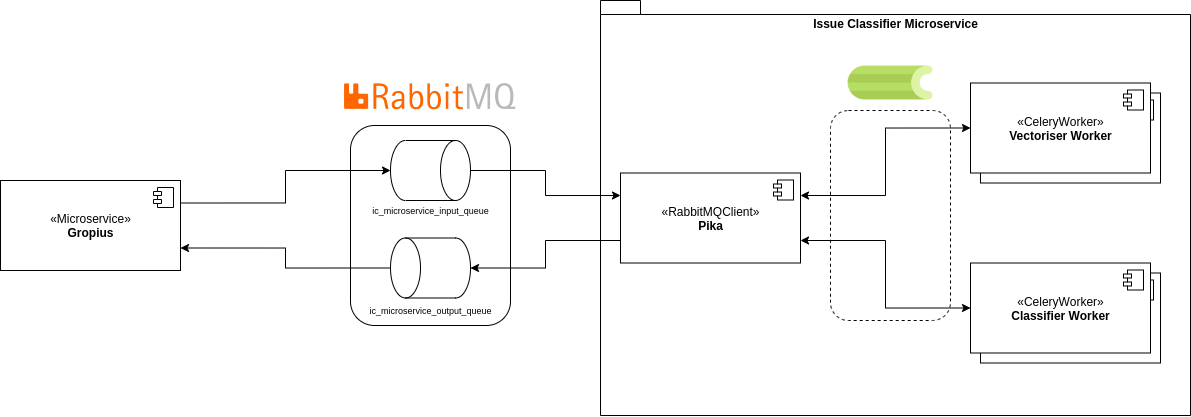 Issue Classifier Microservice
RabbitMQ
«Microservice»
Gropius
ic_microservice_input_queue
ic_microservice_output_queue
«RabbitMQClient»
Pika
«CeleryWorker»
Vectoriser Worker
«CeleryWorker»
Classifier Worker